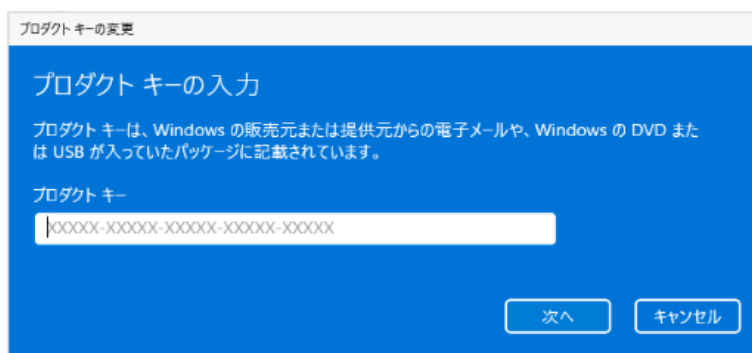 プロダクト キーの変更
プロダクト キーの入力
プロダクト キーは、Windows の販売元または提供元からの電子メールや、Windows の DVD また
は USB が入っていたパッケージに記載されています。
プロダクト キー
XXXXX-XXXXX-XXXXX-XXXXX-XXXXX
次へ
キャンセル